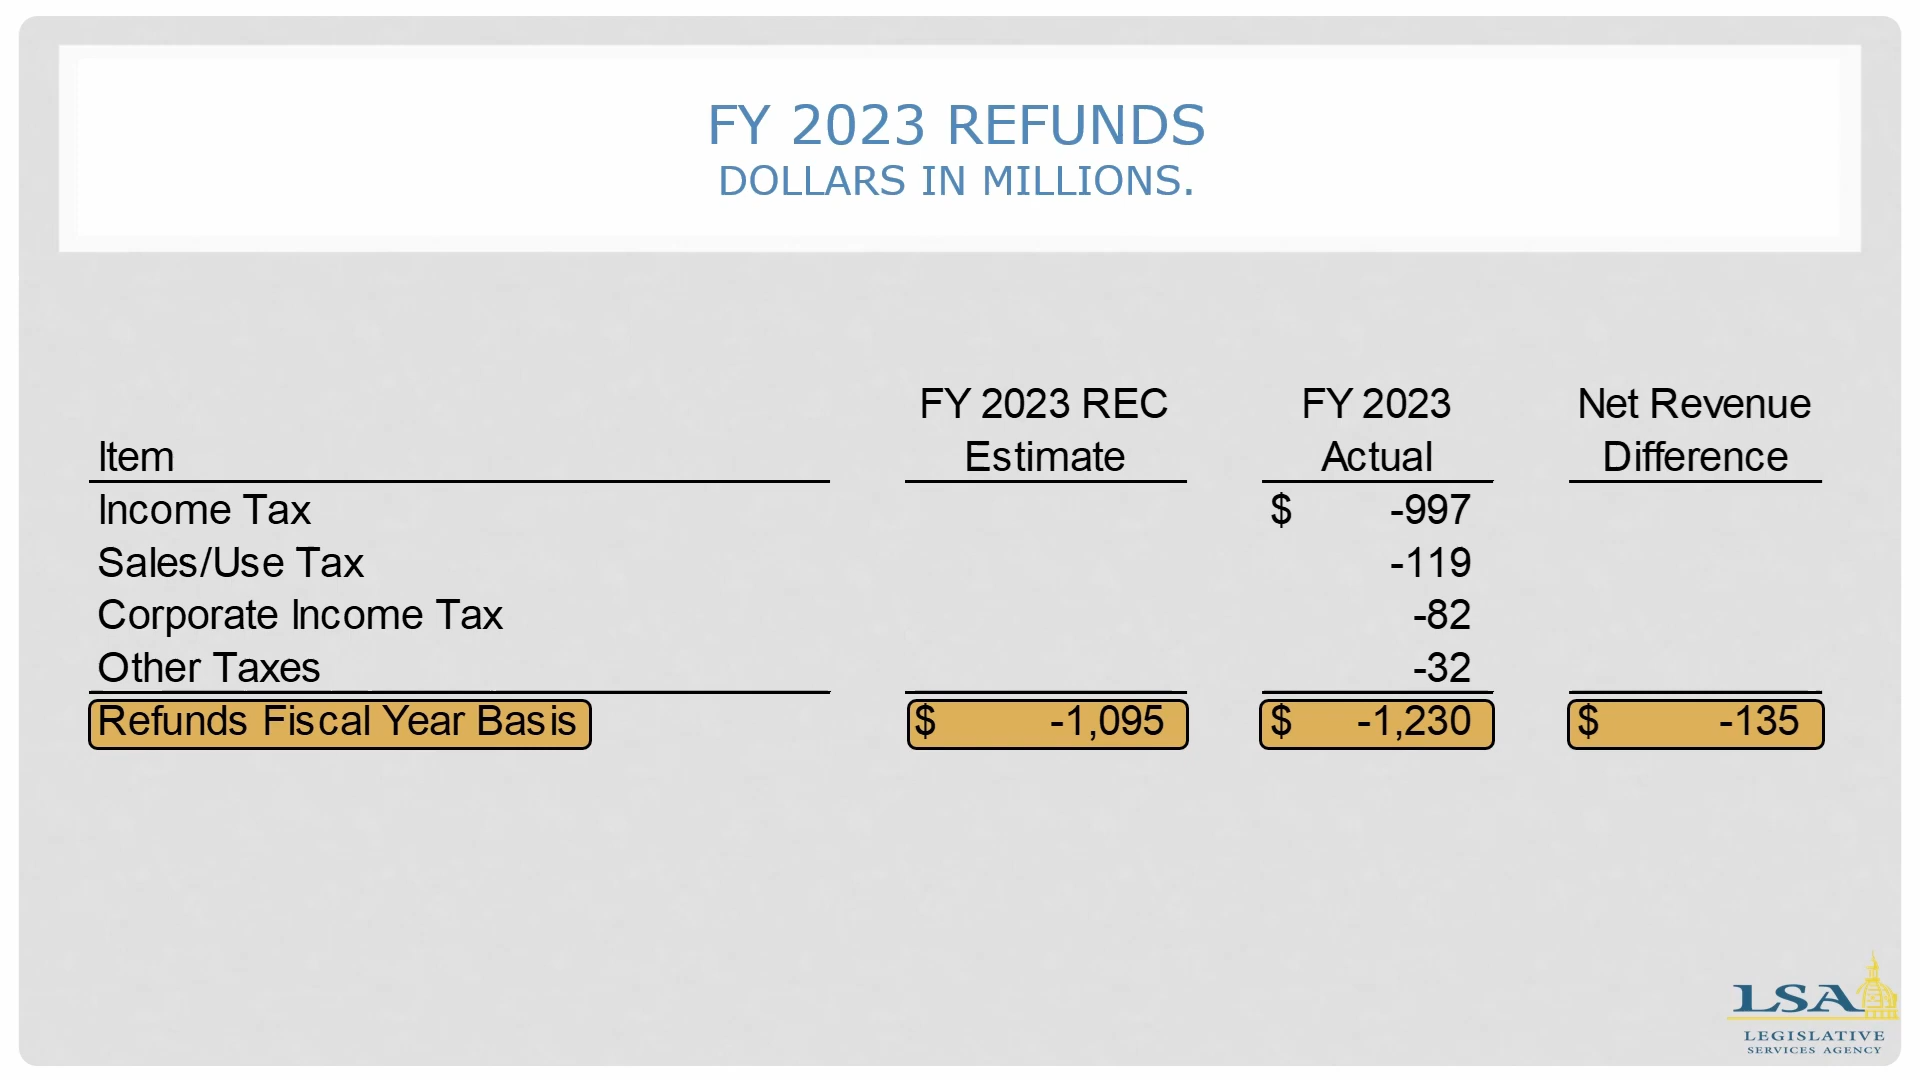 FY 2023 REFUNDS
DOLLARS IN MILLIONS.
FY 2023 REC FY 2023 Net Revenue
Item Estimate Actual Difference
Income Tax $ -997
Sales/Use Tax -119
Corporate Income Tax -82
Other Taxes -32
Refunds Fiscal Year Basis $ -1,095 $ -1,230 $ -135
LSA
LEGISLATIVE
SERVICES AGENCY